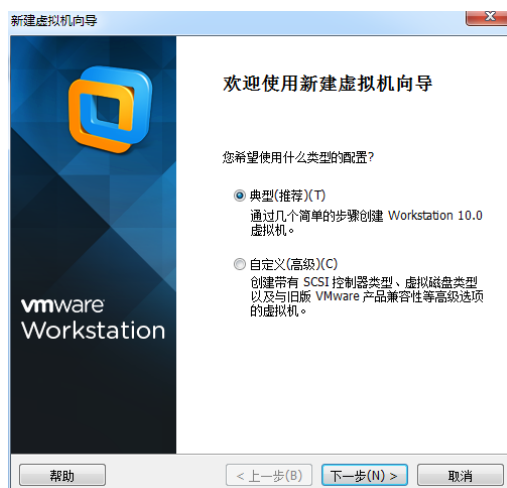 新建虚拟机向导
欢迎使用新建虚拟机向导
您希望使用什么类型的配置?
典型(推荐)(T)
通过几个简单的步骤创建 Workstation 10.0
虚拟机。
自定义(高级)(C)
创建带有 SCSI 控制器类型、虚拟磁盘类型
以及与旧版 VMware 产品兼容性等高级选项
的虚拟机。
vmware
Workstation
帮助
< 上一步(B)
下一步(N) >
取消